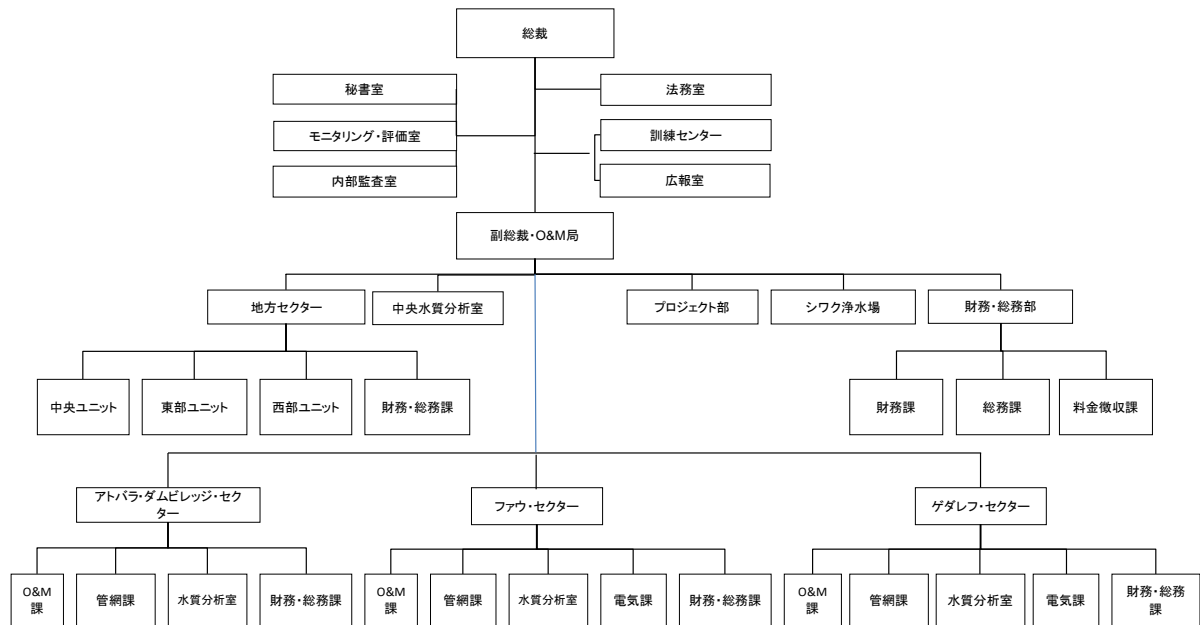 総裁
秘書室
法務室
モニタリング・評価室
訓練センター
内部監査室
広報室
副総裁・O&M局
地方セクター
中央水質分析室
プロジェクト部
シワク浄水場
財務・総務部
中央ユニット
東部ユニット
西部ユニット
財務・総務課
財務課
総務課
料金徴収課
アトバラ・ダムビレッジ・セク
ター
ファウ・セクター
ゲダレフ・セクター
O&M
課
管網課
水質分析室
財務・総務課
O&M
課
管網課
水質分析室
電気課
財務・総務課
O&M
課
管網課
水質分析室
電気課
財務・総務
課